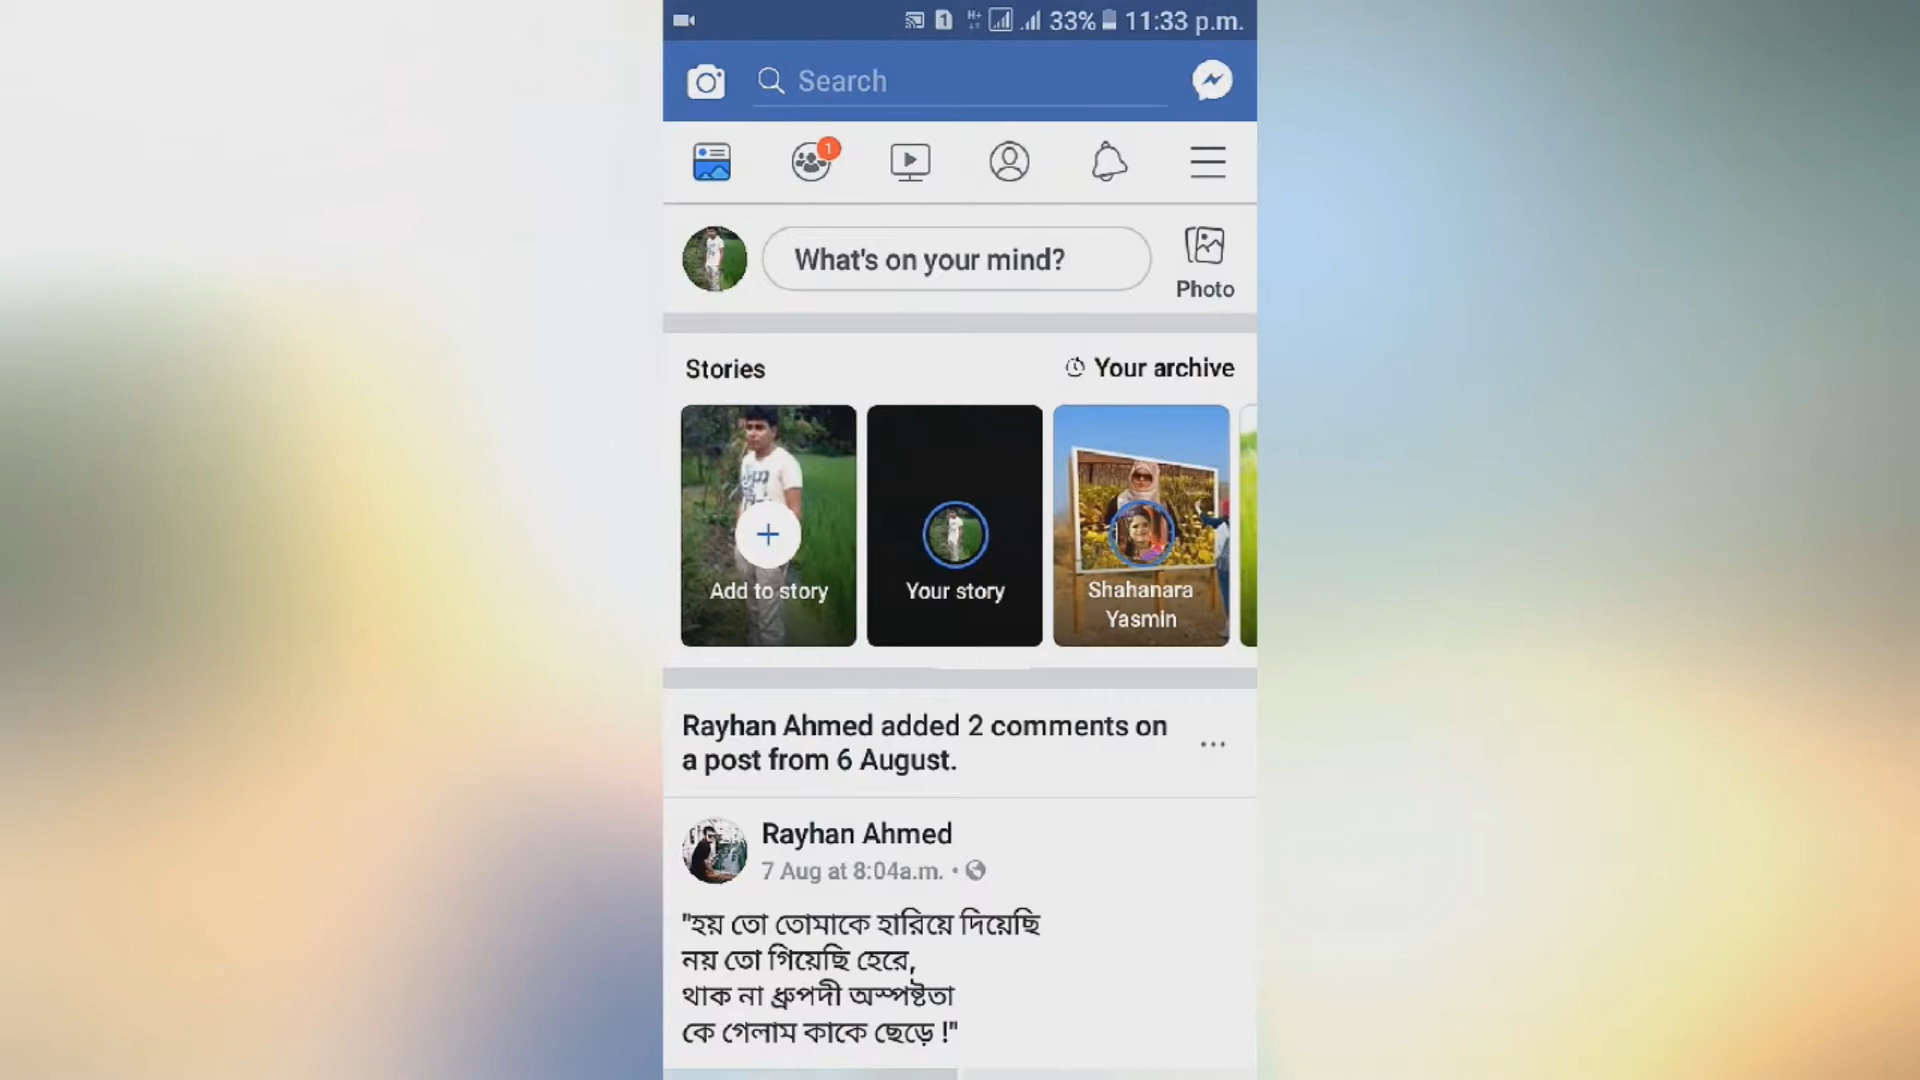 33% 11:33 p.m.
Search
1
What's on your mind?
Photo
Stories
Your archive
Add to story
Your story
Shahanara
Yasmin
Rayhan Ahmed added 2 comments on
a post from 6 August.
Rayhan Ahmed
7 Aug at 8:04a.m.
"হয় তো তোমাকে হারিয়ে দিয়েছি
নয় তো গিয়েছি হেরে,
থাক না ধ্রুপদী অস্পষ্টতা
কে গেলাম কাকে ছেড়ে !"